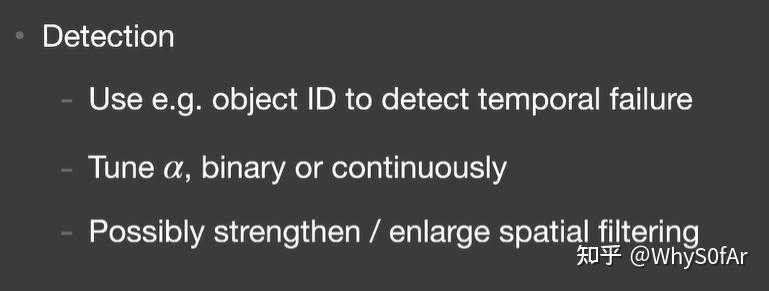 • Detection
– Use e.g. object ID to detect temporal failure
– Tune α, binary or continuously
– Possibly strengthen / enlarge spatial filtering
知乎 @WhyS0fAr